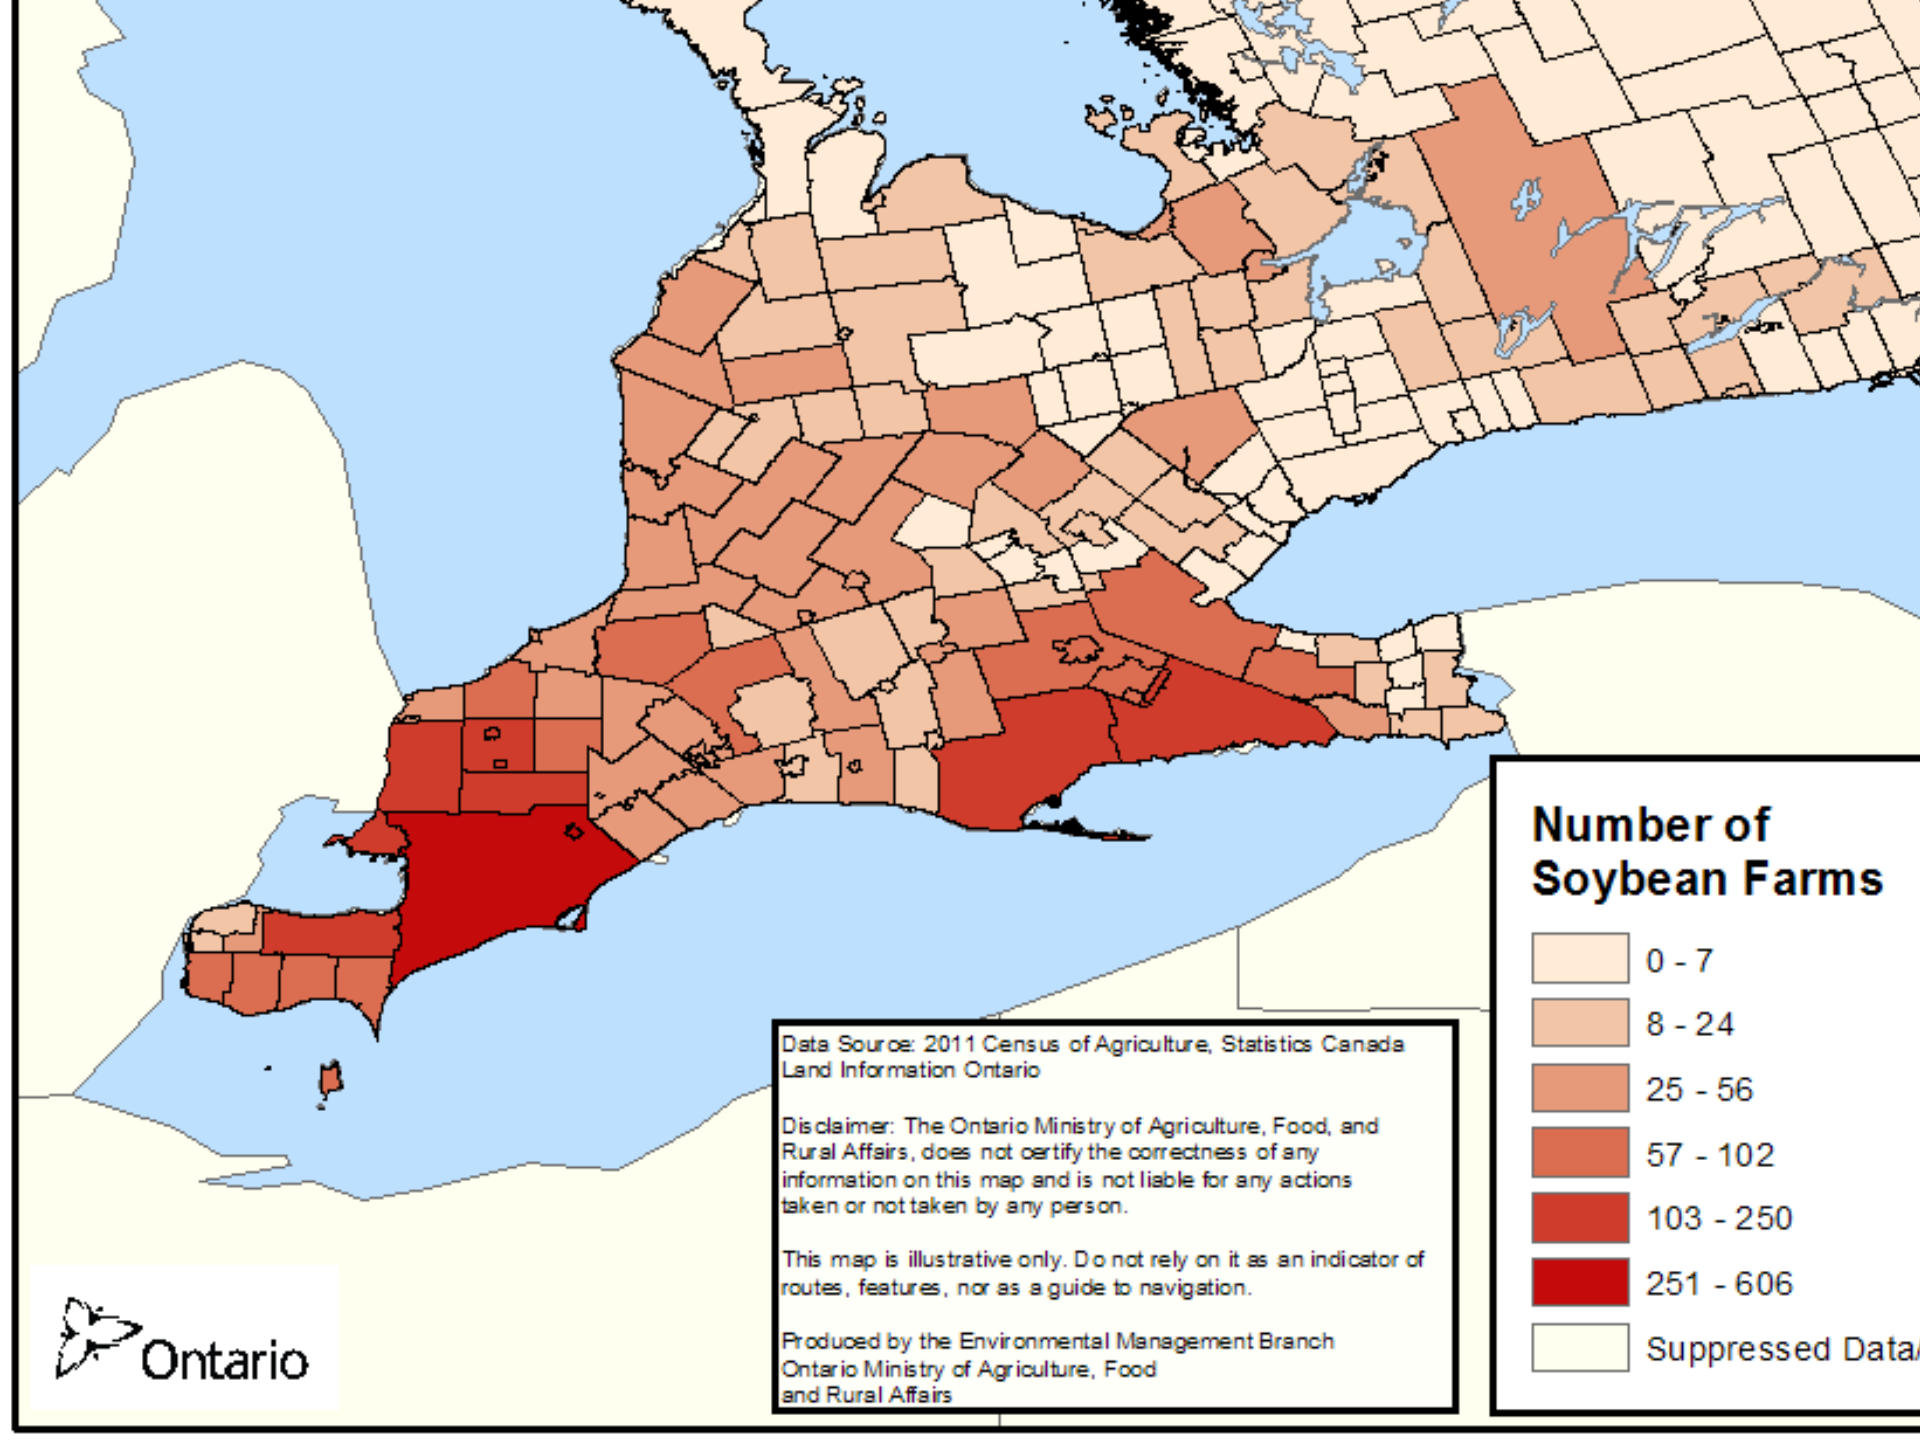 Number of
Soybean Farms
0 - 7
8 - 24
25 - 56
57 - 102
103 - 250
251 - 606
Suppressed Data/
Data Source: 2011 Census of Agriculture, Statistics Canada
Land Information Ontario
Disclaimer: The Ontario Ministry of Agriculture, Food, and
Rural Affairs, does not certify the correctness of any
information on this map and is not liable for any actions
taken or not taken by any person.
This map is illustrative only. Do not rely on it as an indicator of
routes, features, nor as a guide to navigation.
Produced by the Environmental Management Branch
Ontario Ministry of Agriculture, Food
and Rural Affairs
Ontario